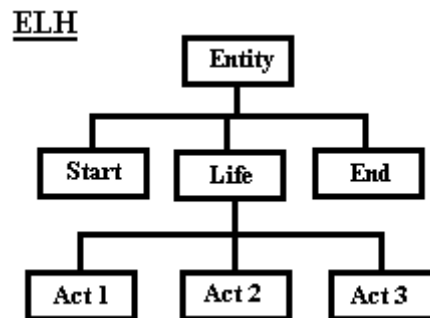 ELH
Entity
Start Life End
Act 1 Act 2 Act 3